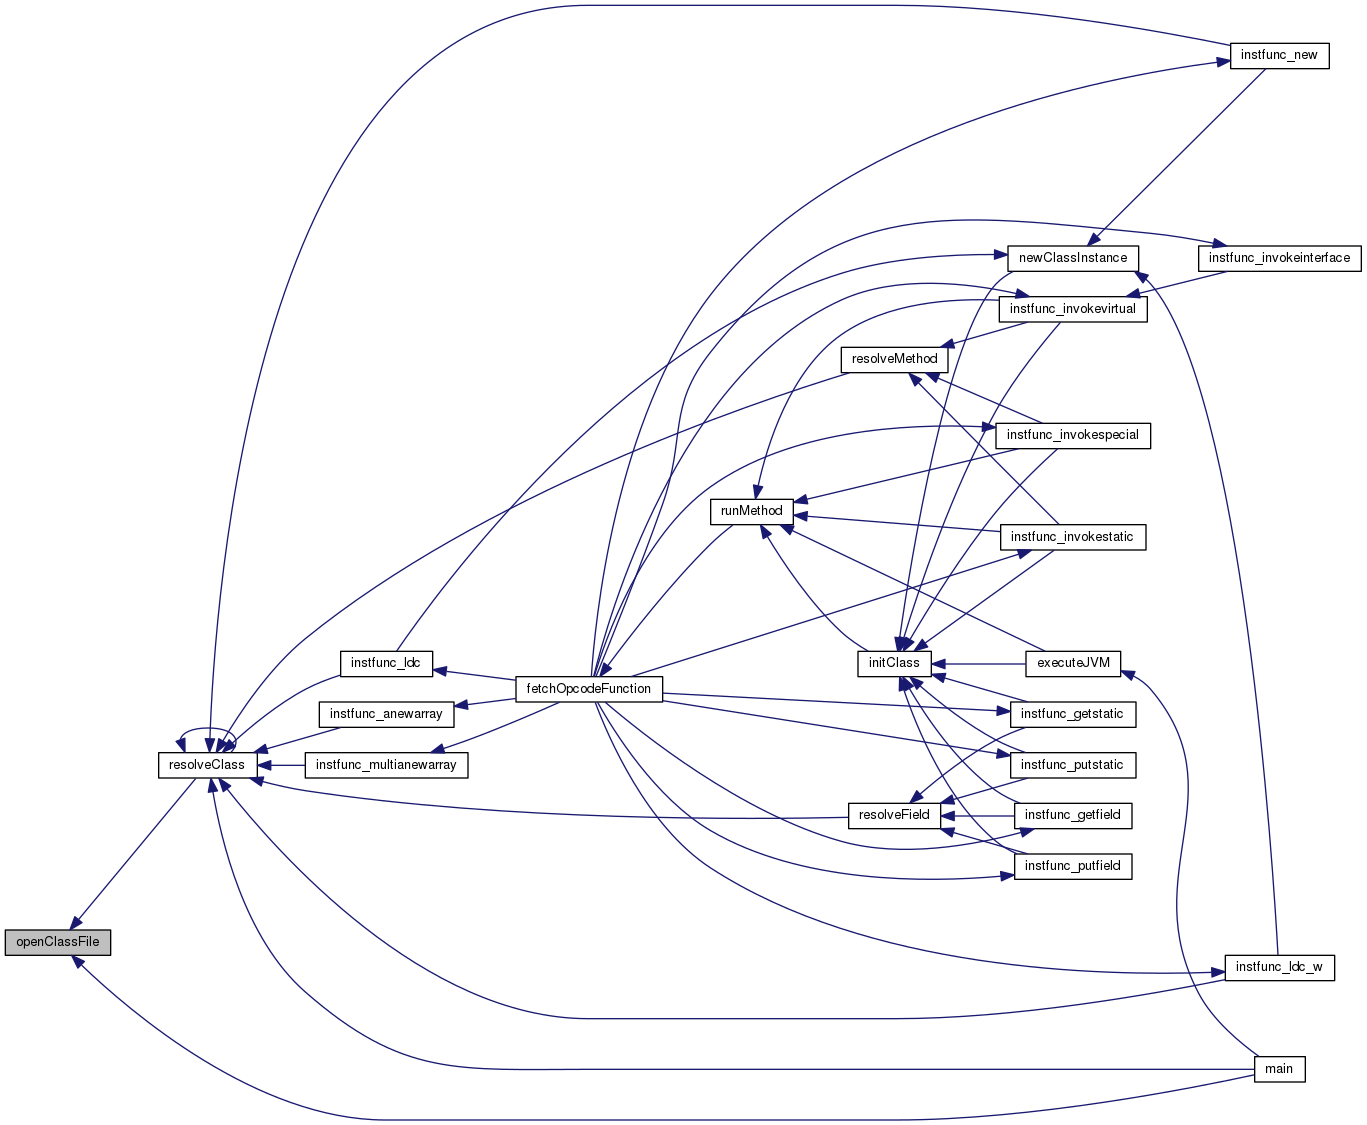 instfunc_new
newClassInstance
instfunc_invokeinterface
instfunc_invokevirtual
resolveMethod
instfunc_invokespecial
runMethod
instfunc_invokestatic
instfunc_ldc
initClass
executeJVM
fetchOpcodeFunction
instfunc_anewarray
instfunc_getstatic
resolveClass
instfunc_multianewarray
instfunc_putstatic
resolveField
instfunc_getfield
instfunc_putfield
openClassFile
instfunc_ldc_w
main